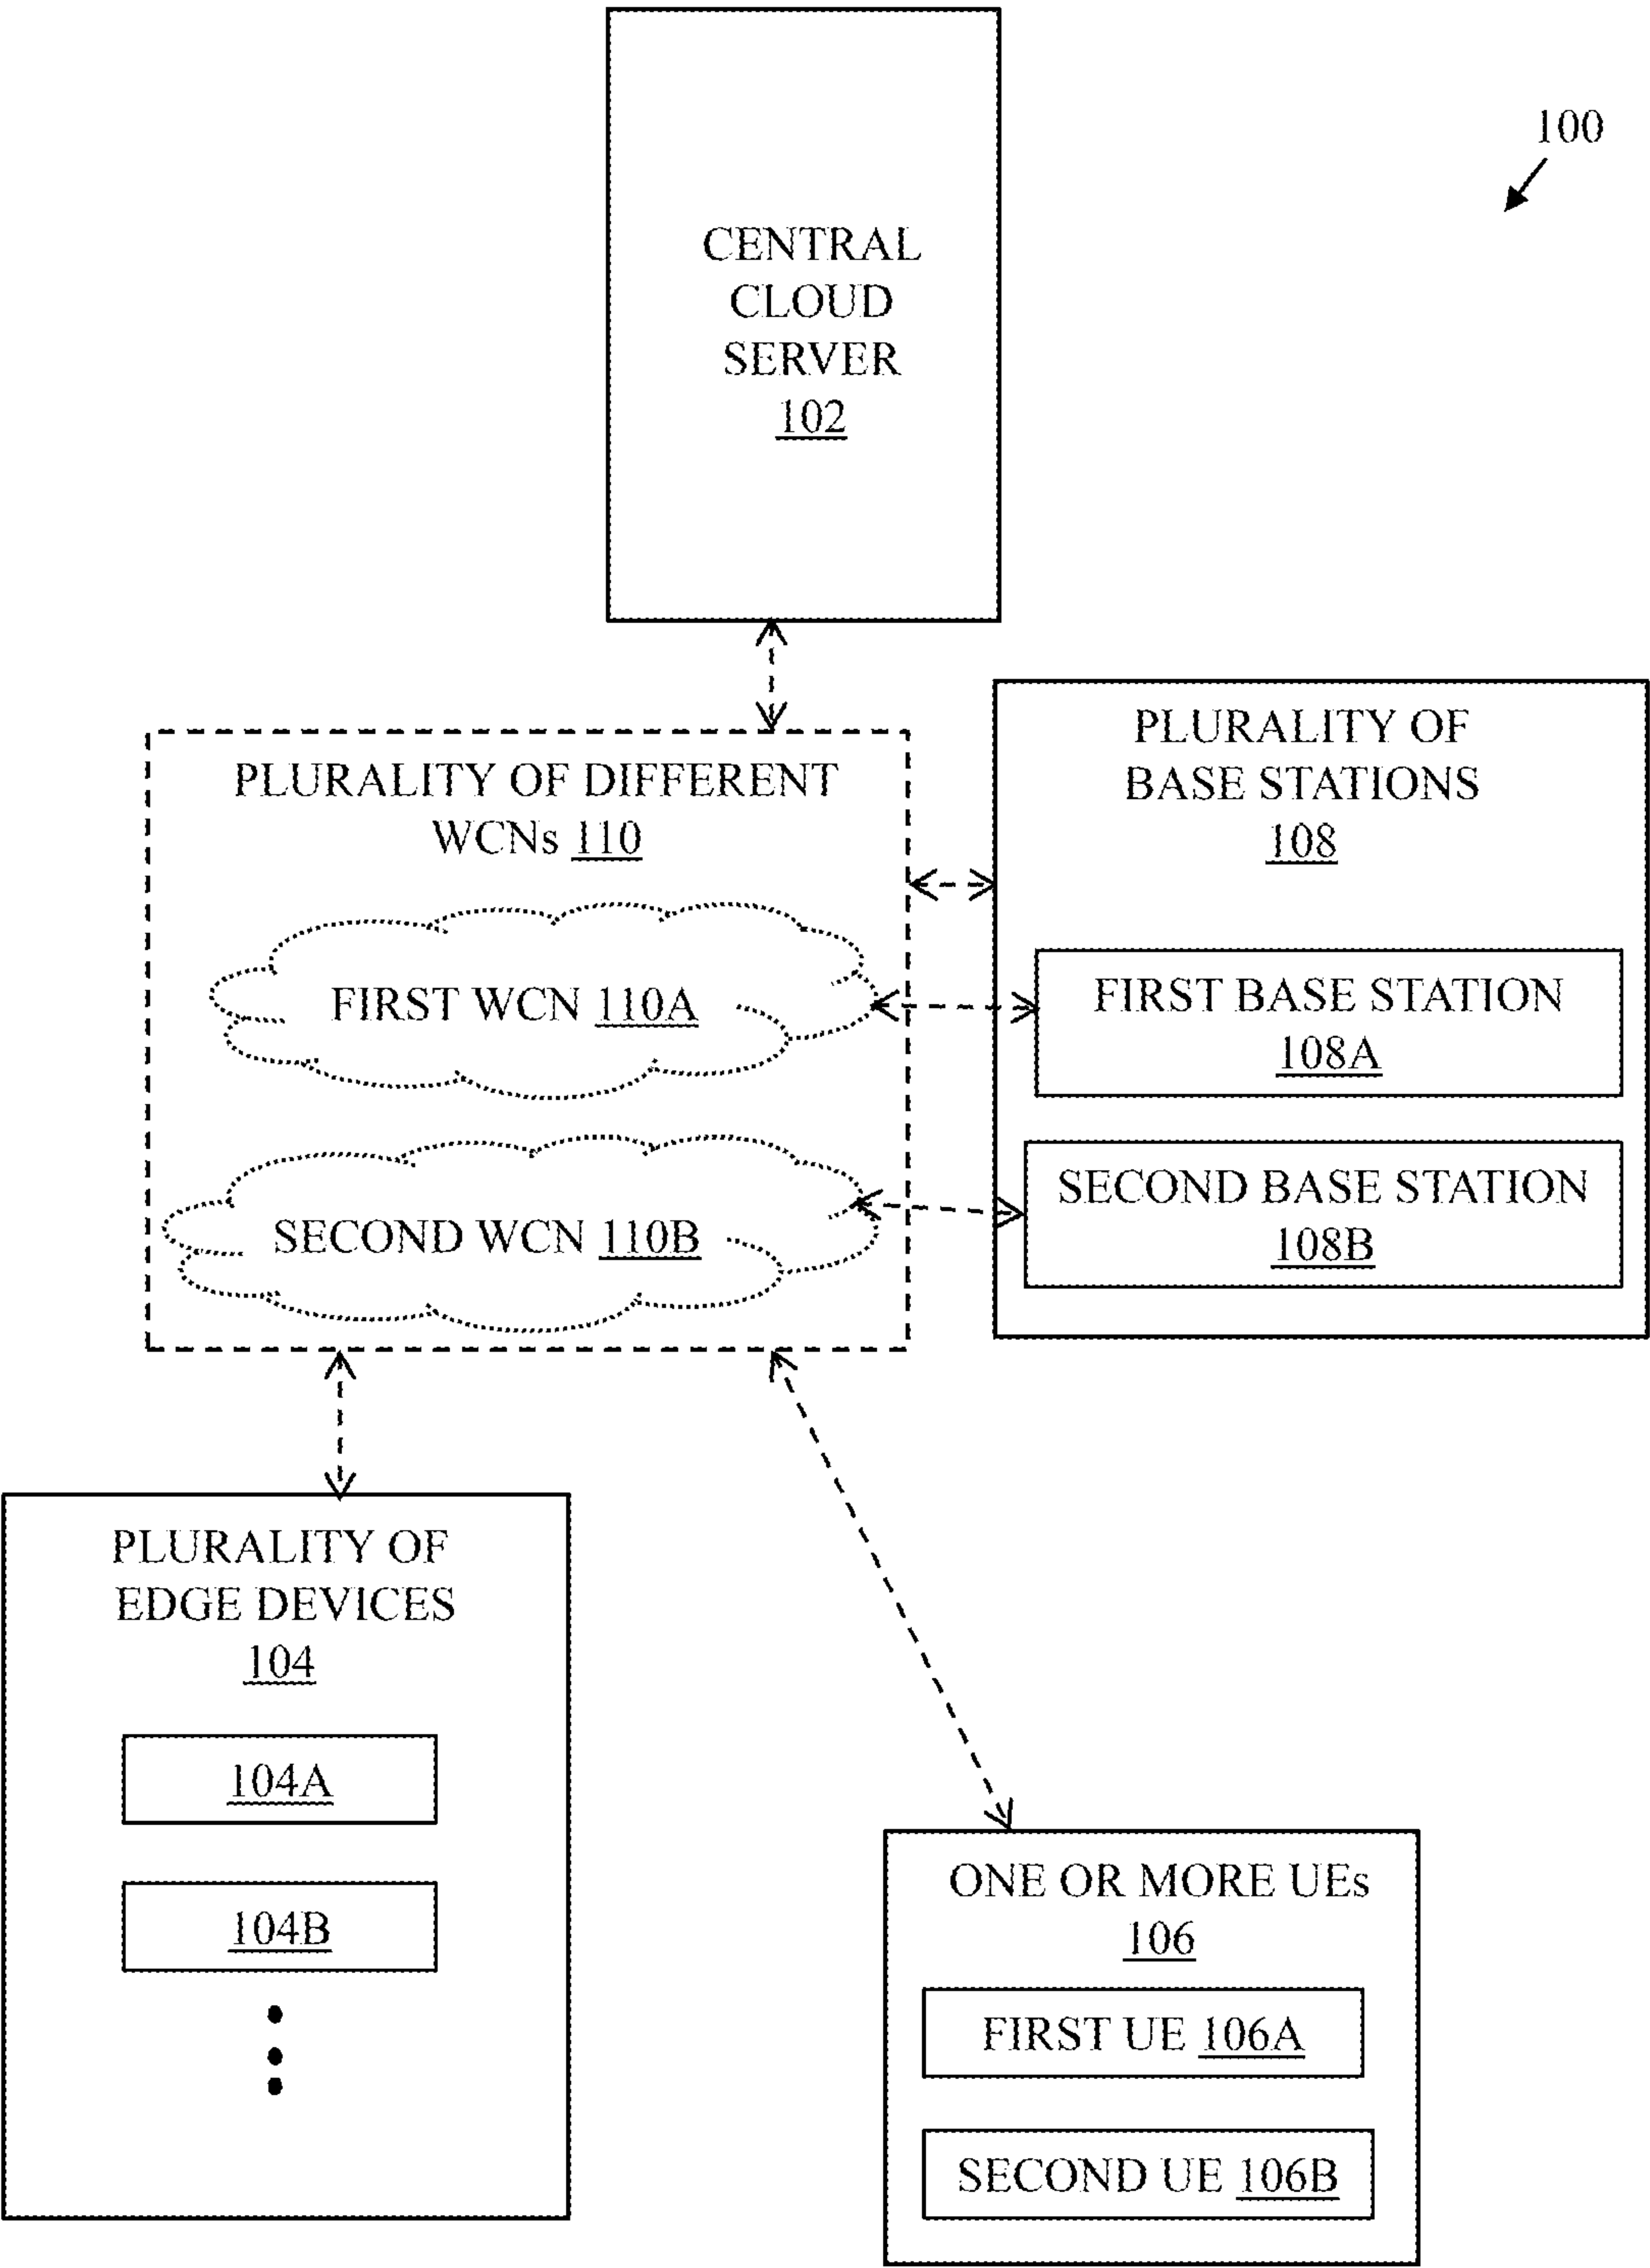 100
CENTRAL
CLOUD
SERVER
102
PLURALITY OF DIFFERENT
WCNs 110
FIRST WCN 110A
SECOND WCN 110B
PLURALITY OF
BASE STATIONS
108
FIRST BASE STATION
108A
SECOND BASE STATION
108B
PLURALITY OF
EDGE DEVICES
104
104A
104B
ONE OR MORE UEs
106
FIRST UE 106A
SECOND UE 106B